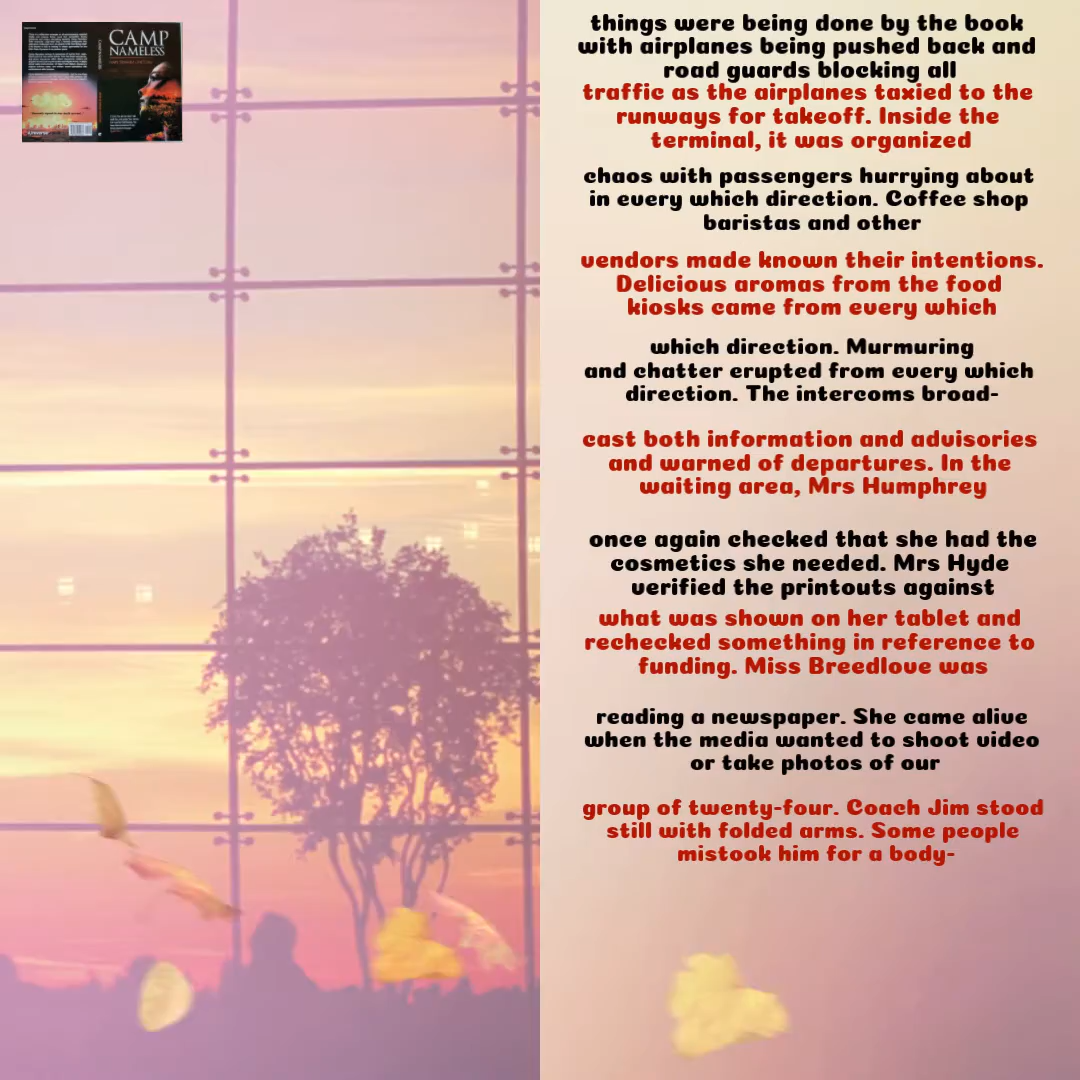 CAMP
NAMELESS
things were being done by the book
with airplanes being pushed back and
road guards blocking all
traffic as the airplanes taxied to the
runways for takeoff. Inside the
terminal, it was organized
chaos with passengers hurrying about
in every which direction. Coffee shop
baristas and other
vendors made known their intentions.
Delicious aromas from the food
kiosks came from every which
which direction. Murmuring
and chatter erupted from every which
direction. The intercoms broad-
cast both information and advisories
and warned of departures. In the
waiting area, Mrs Humphrey
once again checked that she had the
cosmetics she needed. Mrs Hyde
verified the printouts against
what was shown on her tablet and
rechecked something in reference to
funding. Miss Breedlove was
reading a newspaper. She came alive
when the media wanted to shoot video
or take photos of our
group of twenty-four. Coach Jim stood
still with folded arms. Some people
mistook him for a body-